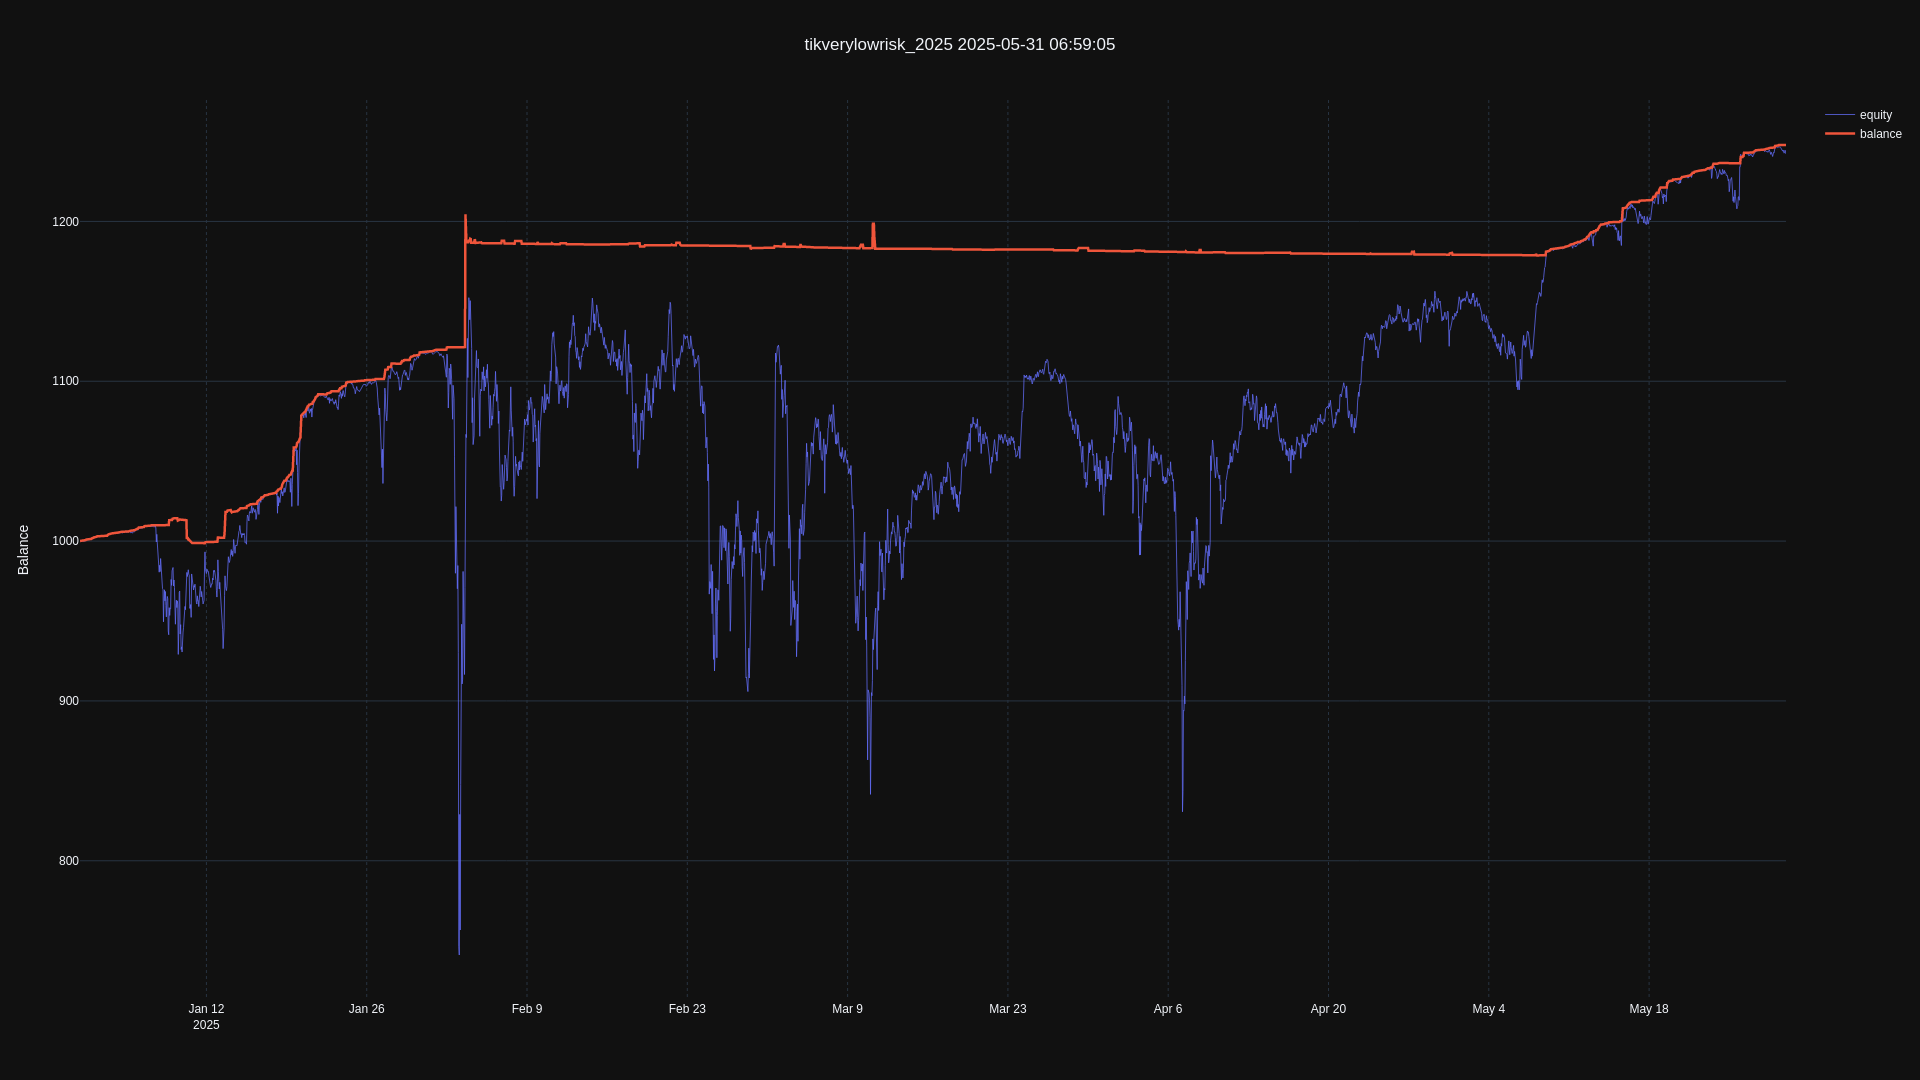 tikverylowrisk_2025 2025-05-31 06:59:05
equity
balance
Balance
1200
1100
1000
900
800
Jan 12
2025
Jan 26
Feb 9
Feb 23
Mar 9
Mar 23
Apr 6
Apr 20
May 4
May 18